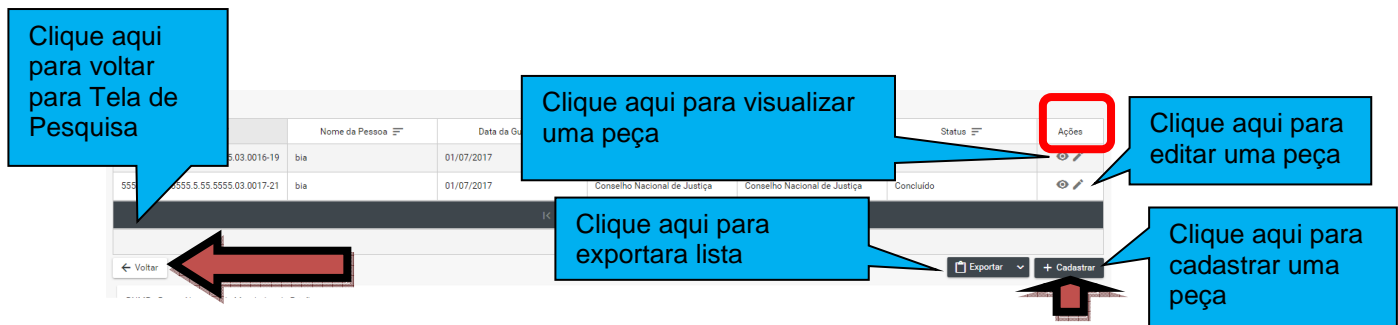 Clique aqui
para voltar
para Tela de
Pesquisa
Clique aqui para visualizar
uma peça
Clique aqui para
editar uma peça
Nome da Pessoa
Data da Gu
Status
Ações
5.03.0016-19
bia
01/07/2017
555
5555.5.55.5555.03.0017-21
bia
01/07/2017
Conselho Nacional de Justiça
Conselho Nacional de Justiça
Concluído
Clique aqui para
exportara lista
Clique aqui para
cadastrar uma
peça
← Voltar
Exportar
+ Cadastrar